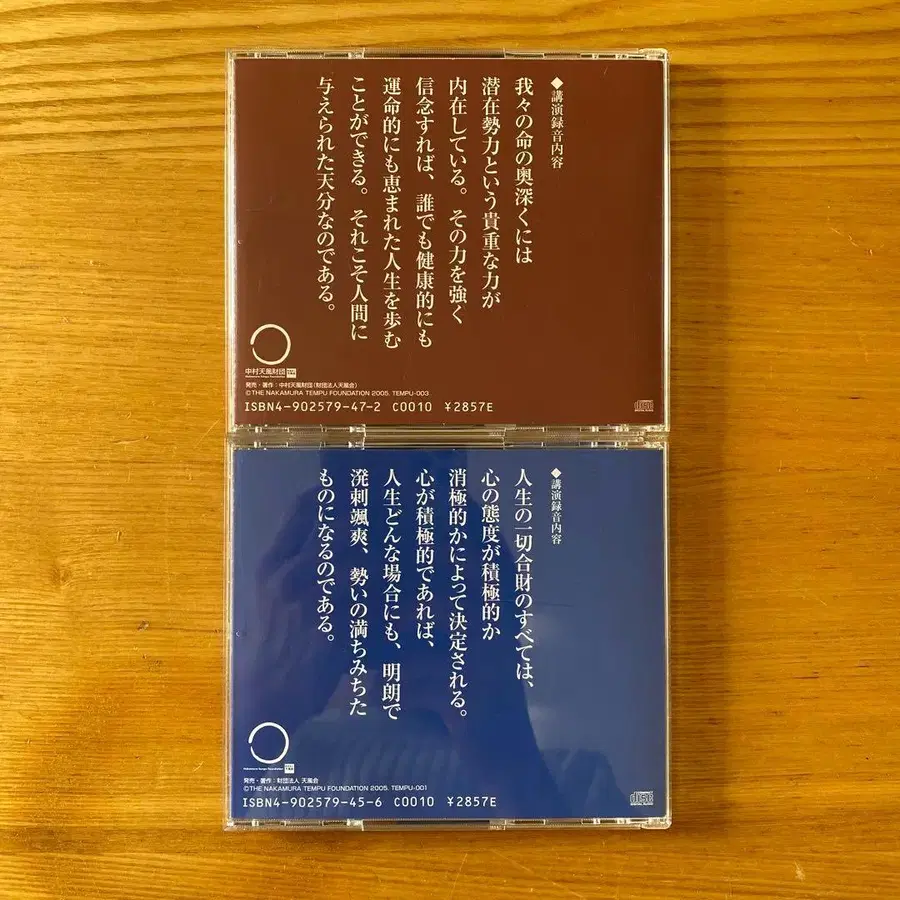 ◆講演録音内容
我々の命の奥深くには
潜在勢力という貴重な力が
内在している。その力を強く
信念すれば、誰でも健康的にも
運命的にも恵まれた人生を歩む
ことができる。それこそ人間に
与えられた天分なのである。
中村天風財団
発売・著作：中村天風財団(財団法人天風会)
©THE NAKAMURA TEMPU FOUNDATION 2005. TEMPU-003
ISBN4-902579-47-2 C0010 ¥2857E
◆講演録音内容
人生の一切合財のすべては、
心の態度が積極的か
消極的かによって決定される。
心が積極的であれば、
人生どんな場合にも、明朗で
溌剌颯爽、勢いの満ちみちた
ものになるのである。
Nakamura Tempu Foundation
発売・著作：財団法人 天風会
©THE NAKAMURA TEMPU FOUNDATION 2005. TEMPU-001
ISBN4-902579-45-6 C0010 ¥2857E